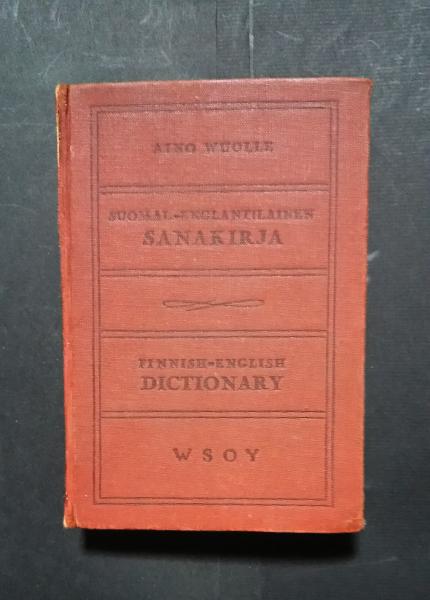 AINO WUOLLE
SUOMAL.-ENGLANTILAINEN
SANAKIRJA
FINNISH-ENGLISH
DICTIONARY
WSOY